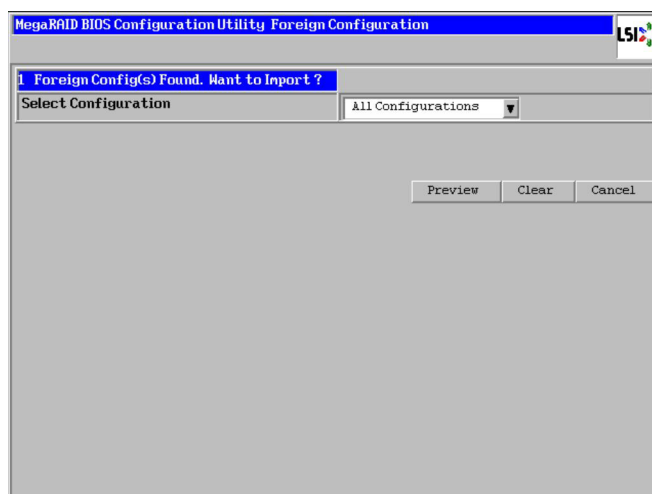 MegaRAID BIOS Configuration Utility Foreign Configuration
LSI
1 Foreign Config(s) Found. Want to Import ?
Select Configuration
All Configurations
Preview
Clear
Cancel